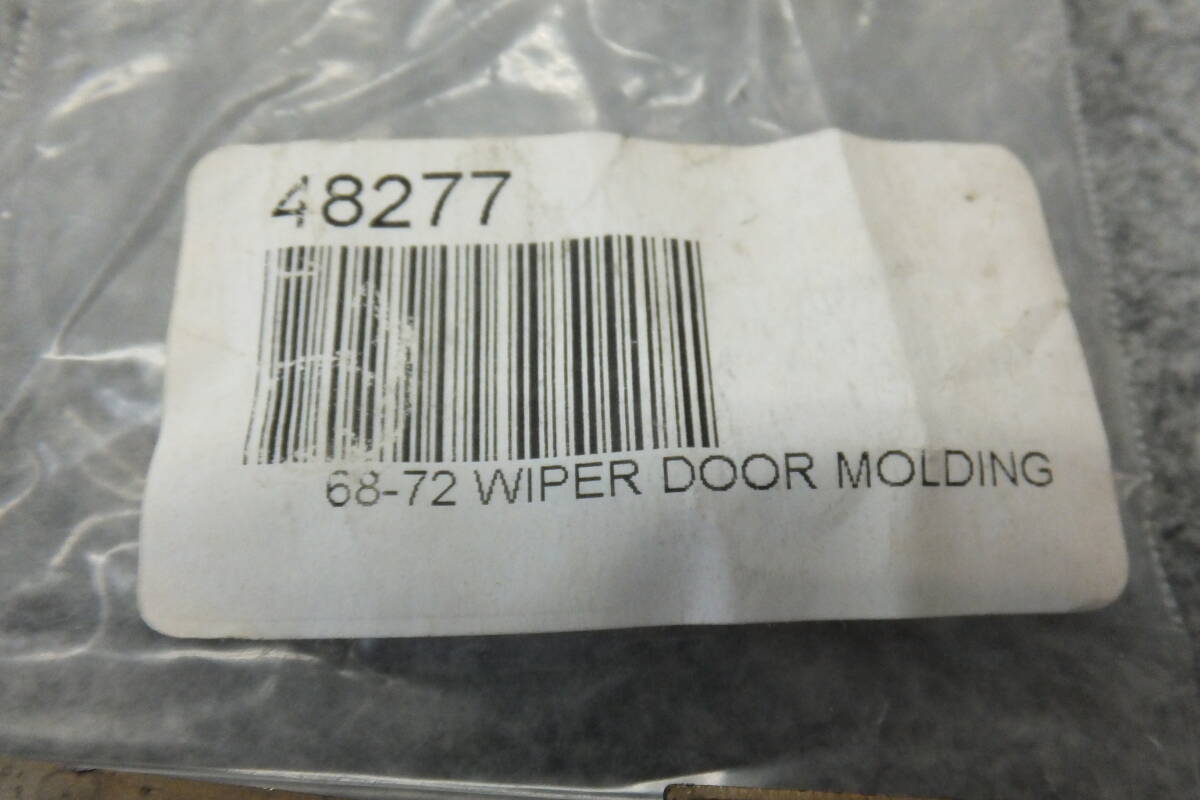 48277
68-72 WIPER DOOR MOLDING